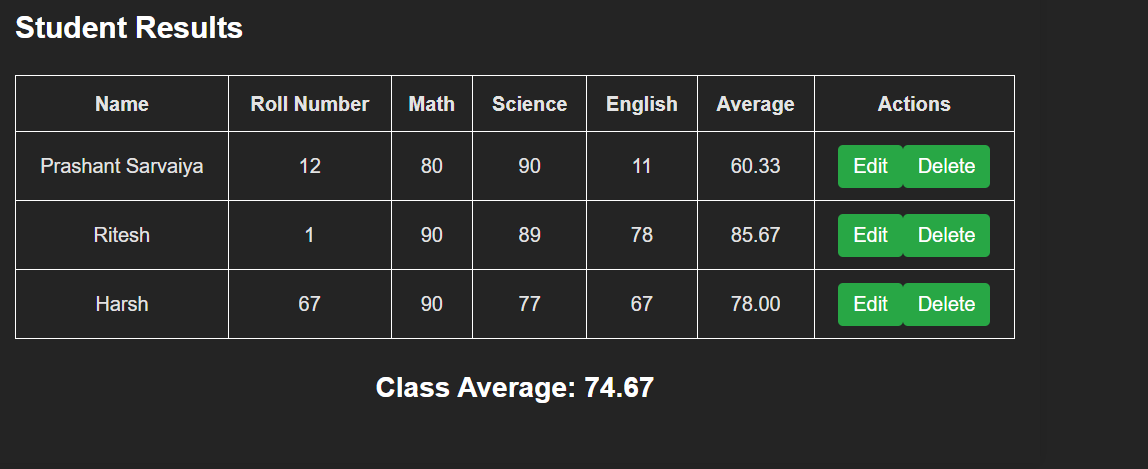 Student Results
Name Roll Number Math Science English Average Actions
Prashant Sarvaiya 12 80 90 11 60.33 Edit Delete
Ritesh 1 90 89 78 85.67 Edit Delete
Harsh 67 90 77 67 78.00 Edit Delete
Class Average: 74.67